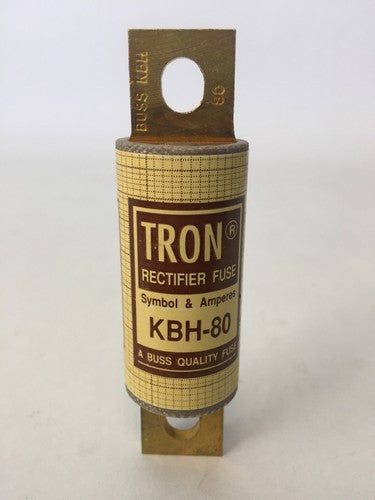 BUSS KBH
80
TRON®
RECTIFIER FUSE
Symbol & Amperes
KBH-80
A BUSS QUALITY FUSE